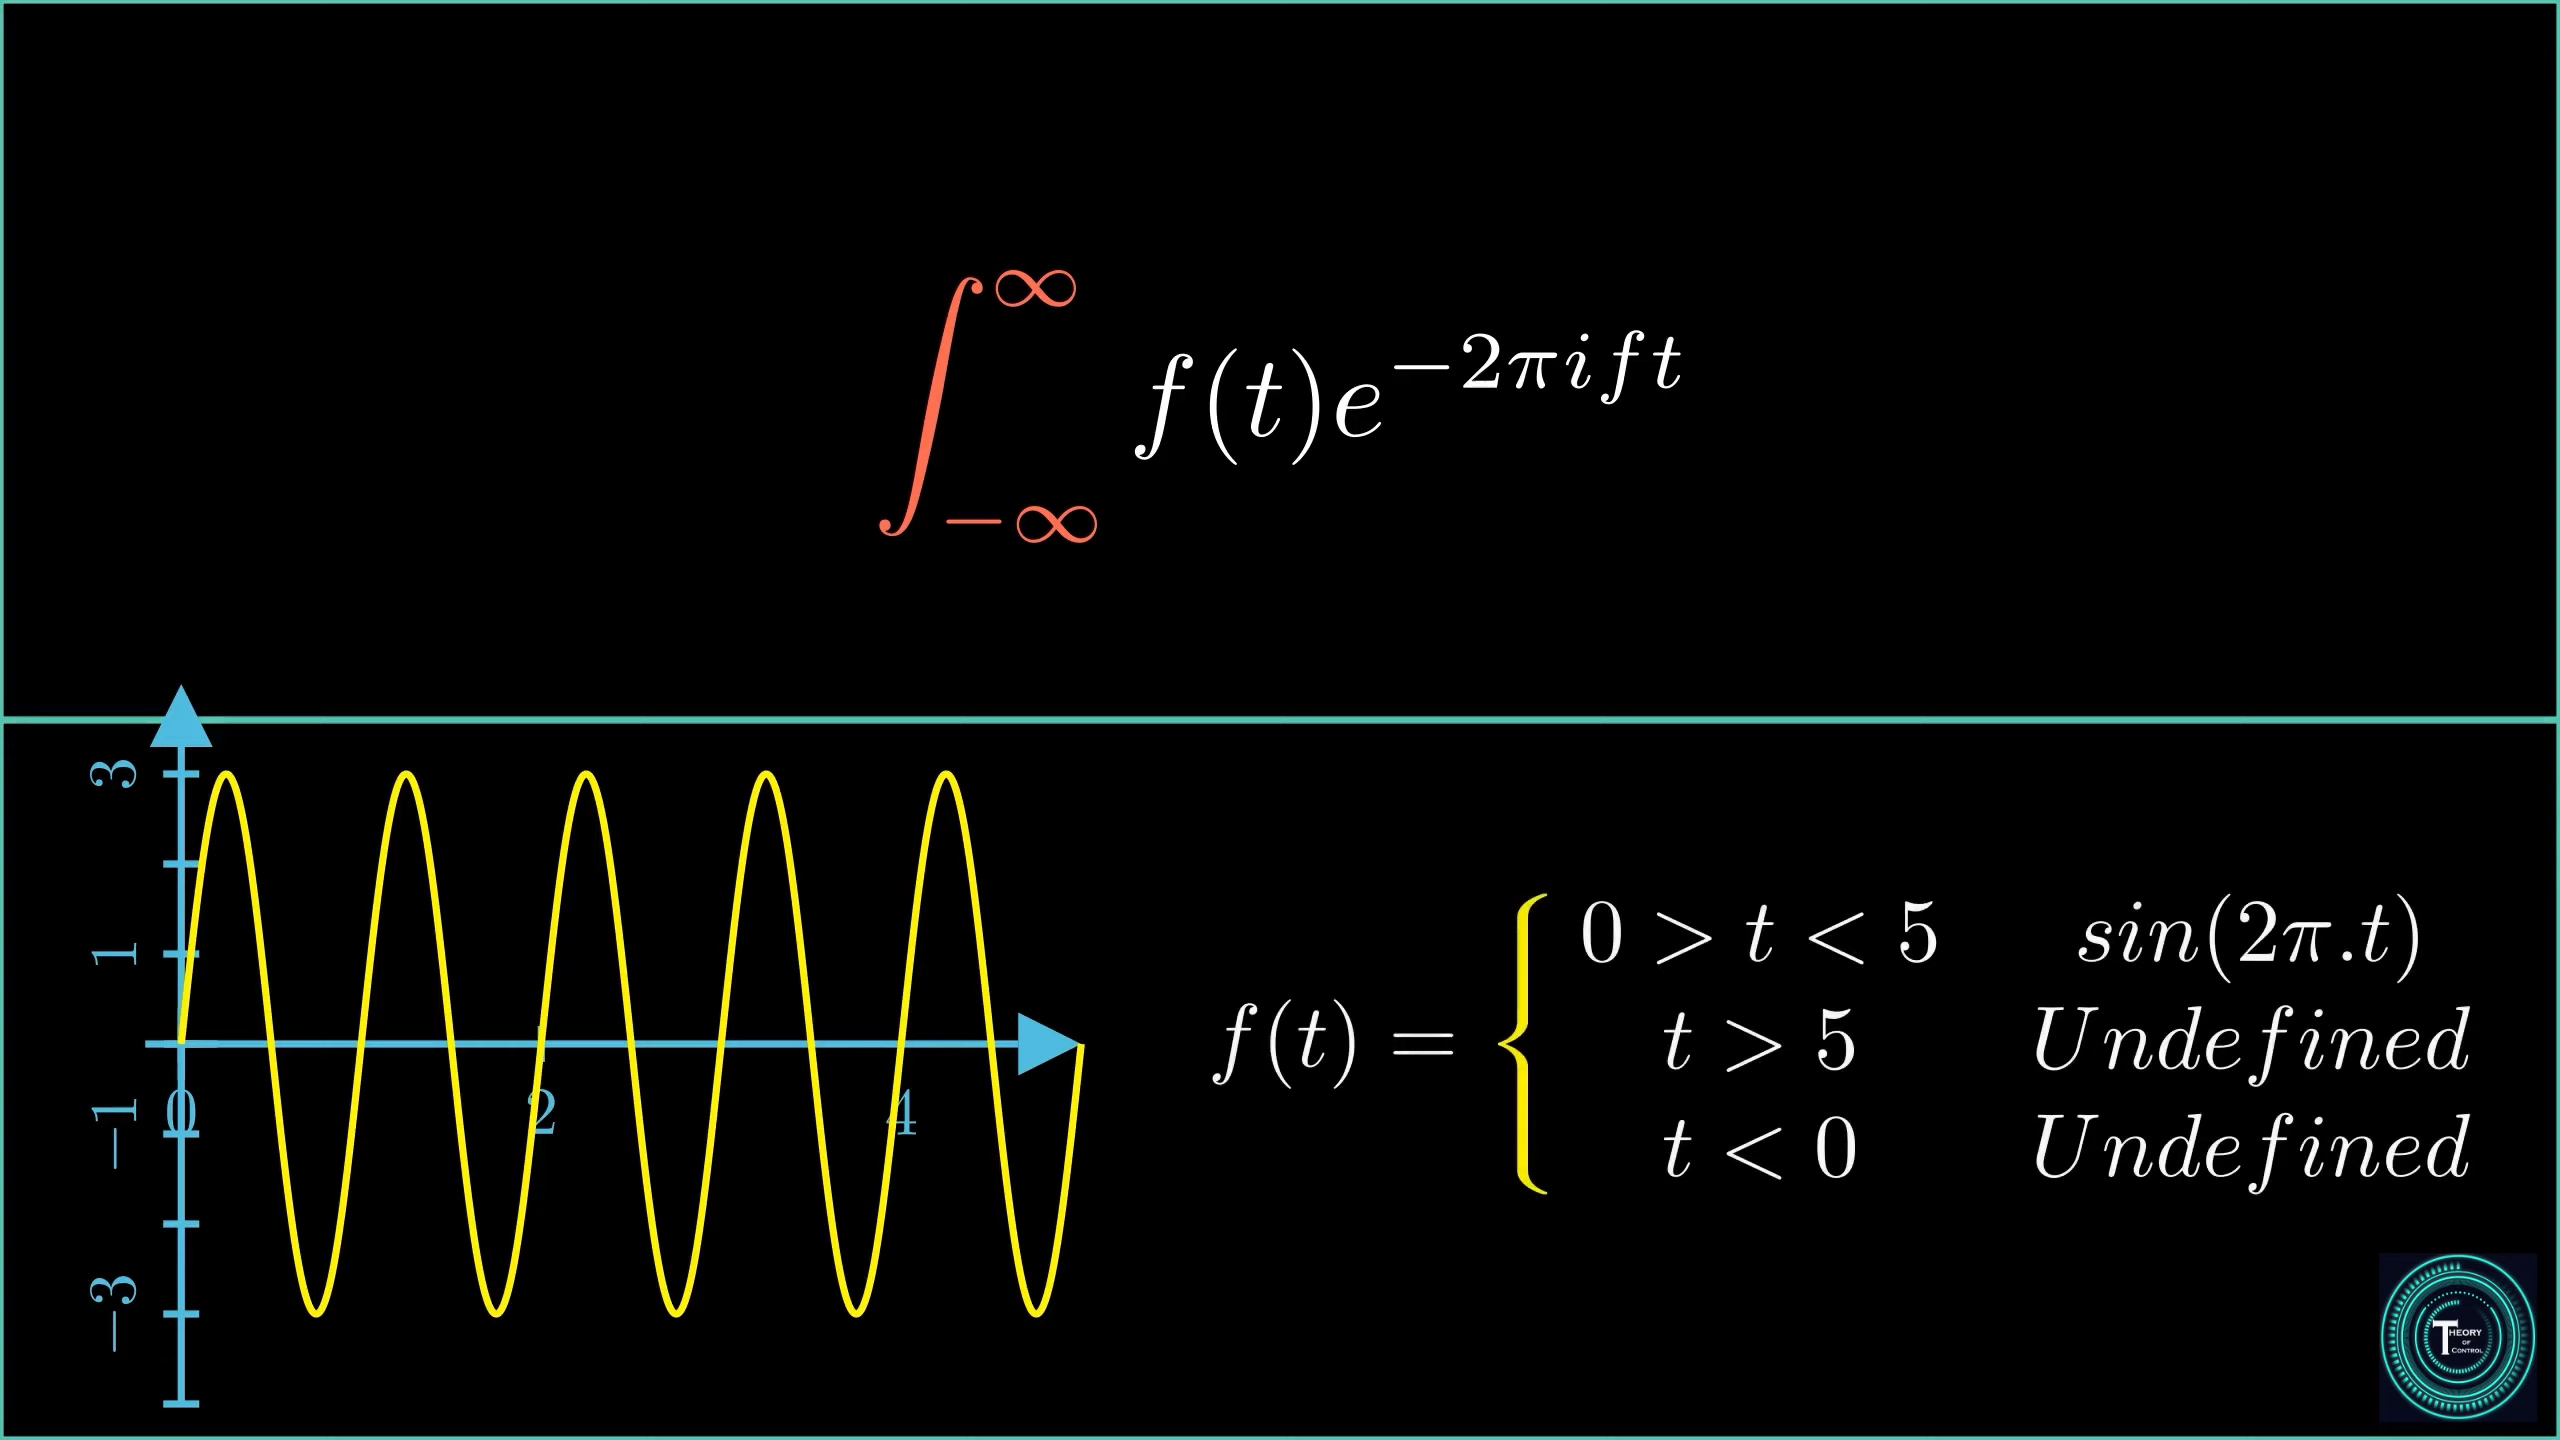 ∫_{-∞}^{∞} f(t)e^{-2πift}
3
1
-1
-3
0 2 4
f(t) = {
0 > t < 5 sin(2π.t)
t > 5 Undefined
t < 0 Undefined
THEORY
OF
CONTROL